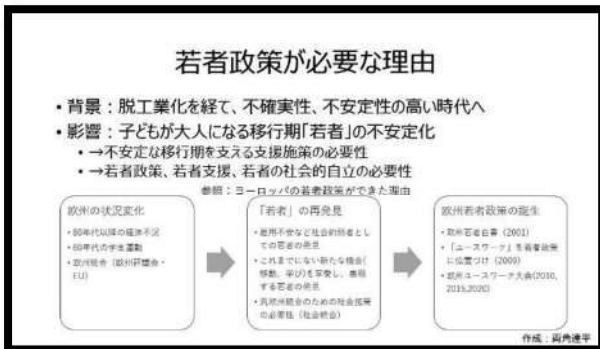 若者政策が必要な理由
・背景：脱工業化を経て、不確実性、不安定性の高い時代へ
・影響：子どもが大人になる移行期「若者」の不安定化
・→不安定な移行期を支える支援施策の必要性
・→若者政策、若者支援、若者の社会的自立の必要性
参照：ヨーロッパの若者政策ができた理由
欧州の状況変化
・80年代以降の経済不況
・60年代の学生運動
・欧州統合（欧州評議会・
EU）
「若者」の再発見
・雇用不安など社会的弱者とし
ての若者の発見
・これまでにない新たな機会(
移動、学び)を享受し、
する若者の発見
・汎欧州統合のための社会政策
の必要性（社会統合）
欧州若者政策の誕生
・欧州若者白書（2001）
・「ユースワーク」を若者政策
に位置づけ（2009）
・欧州ユースワーク大会(2010,
2015,2020)
作成：両角達平